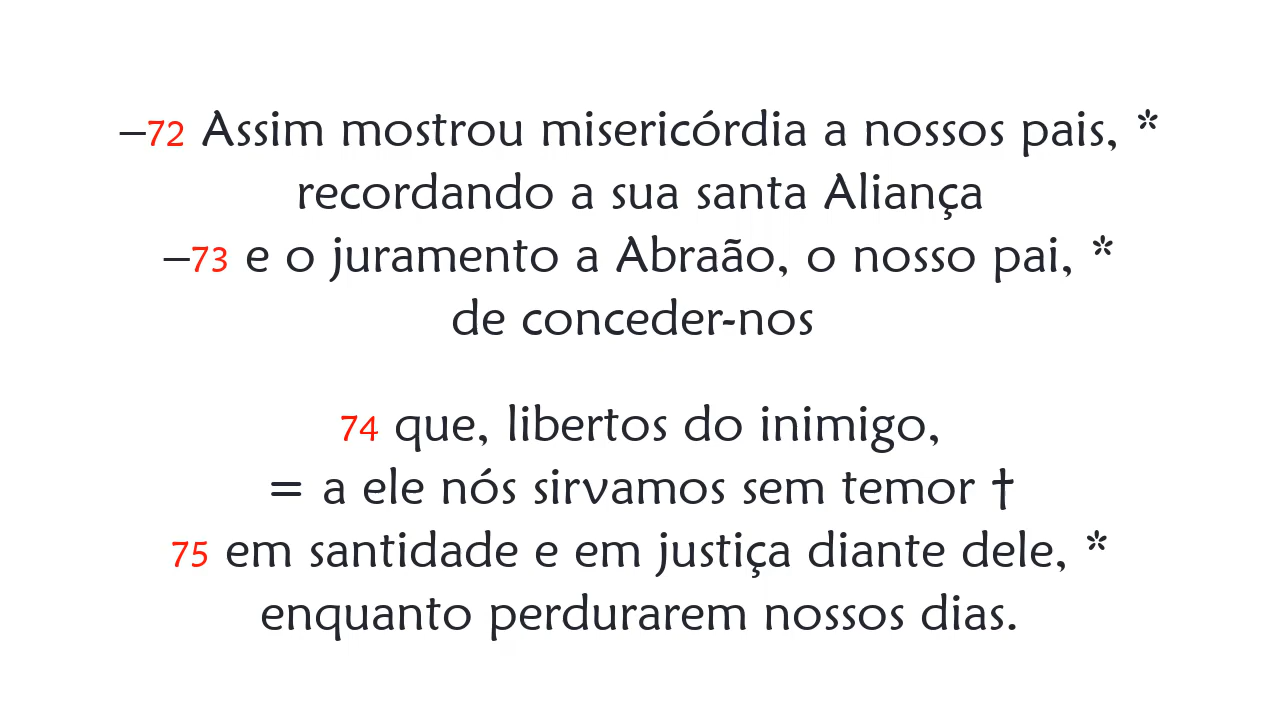 –72 Assim mostrou misericórdia a nossos pais, *
recordando a sua santa Aliança
–73 e o juramento a Abraão, o nosso pai, *
de conceder-nos
74 que, libertos do inimigo,
= a ele nós sirvamos sem temor †
75 em santidade e em justiça diante dele, *
enquanto perdurarem nossos dias.